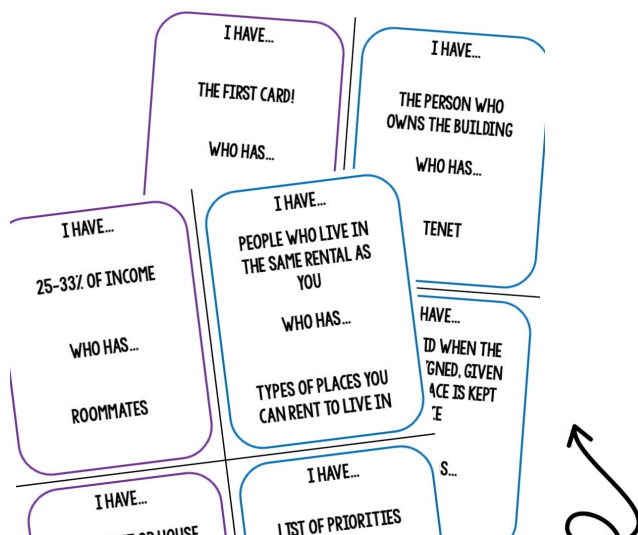 I HAVE...
THE FIRST CARD!
WHO HAS...
I HAVE...
THE PERSON WHO
OWNS THE BUILDING
WHO HAS...
TENET
I HAVE...
25-33% OF INCOME
WHO HAS...
ROOMMATES
I HAVE...
PEOPLE WHO LIVE IN
THE SAME RENTAL AS
YOU
WHO HAS...
TYPES OF PLACES YOU
CAN RENT TO LIVE IN
HAVE...
WHEN THE
GNED, GIVEN
ACE IS KEPT
S...
I HAVE...
OR HOUSE
I HAVE...
LIST OF PRIORITIES